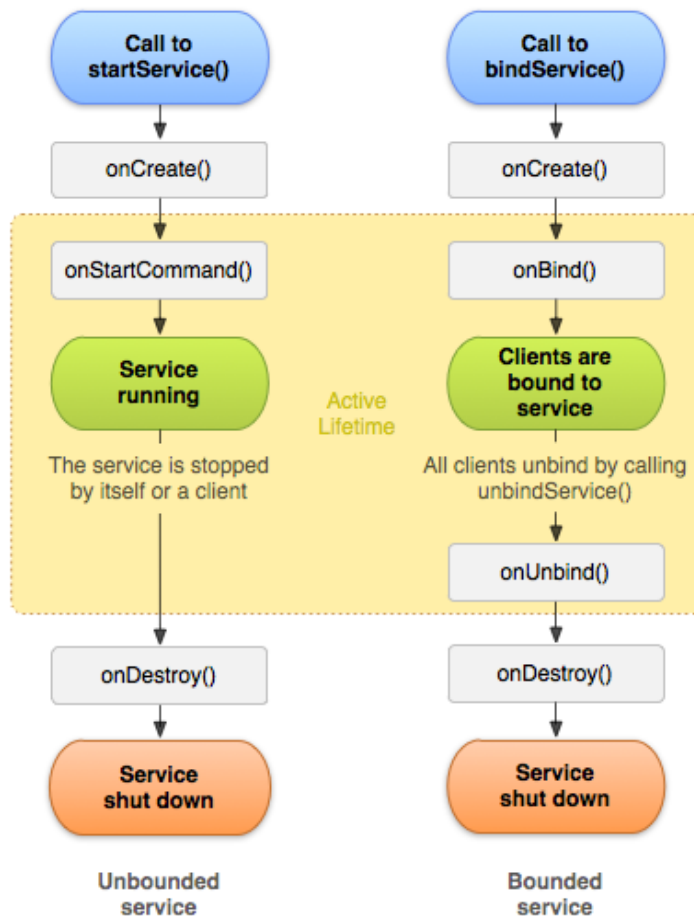 Call to
startService()
onCreate()
onStartCommand()
Service
running
The service is stopped
by itself or a client
onDestroy()
Service
shut down
Unbounded
service
Active
Lifetime
Call to
bindService()
onCreate()
onBind()
Clients are
bound to
service
All clients unbind by calling
unbindService()
onUnbind()
onDestroy()
Service
shut down
Bounded
service